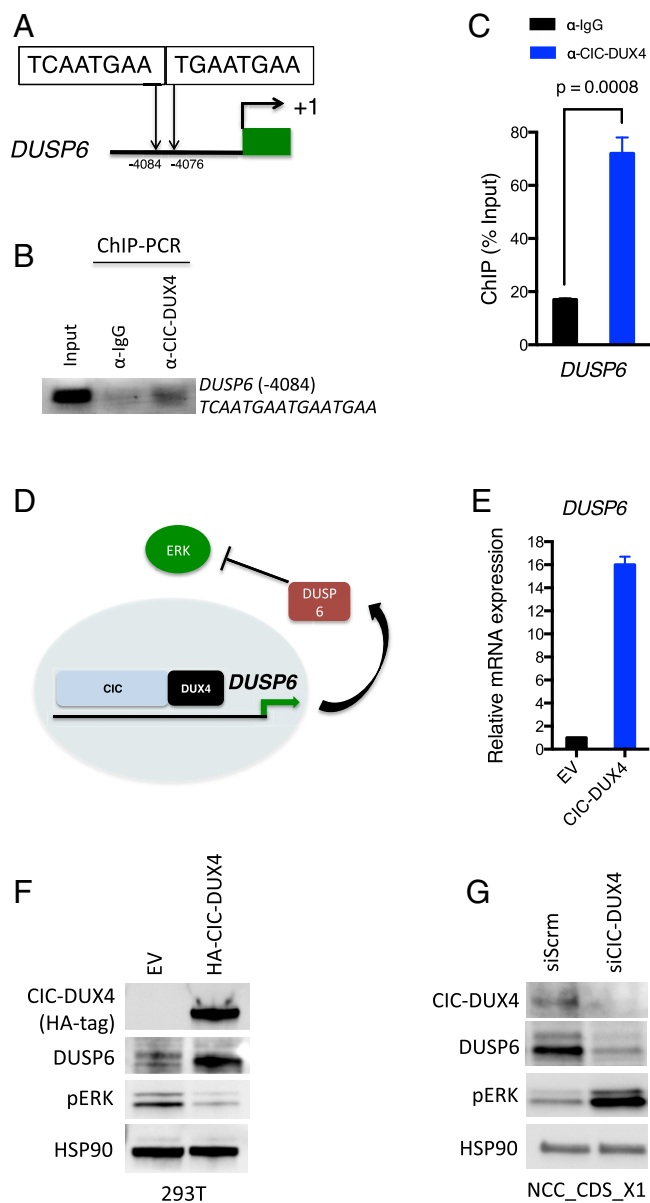 A
TCAATGAA TGAATGAA
+1
DUSP6
-4084 -4076
B
ChIP-PCR
Input
α-IgG
α-CIC-DUX4
DUSP6 (-4084)
TCAATGAATGAATGAA
C
α-IgG
α-CIC-DUX4
p = 0.0008
ChIP (% Input)
80
60
40
20
0
DUSP6
D
ERK
DUSP
6
CIC
DUX4
DUSP6
E
DUSP6
Relative mRNA expression
18
16
14
12
10
8
6
4
2
0
EV
CIC-DUX4
F
EV
HA-CIC-DUX4
CIC-DUX4
(HA-tag)
DUSP6
pERK
HSP90
293T
G
siScrm
siCIC-DUX4
CIC-DUX4
DUSP6
pERK
HSP90
NCC_CDS_X1